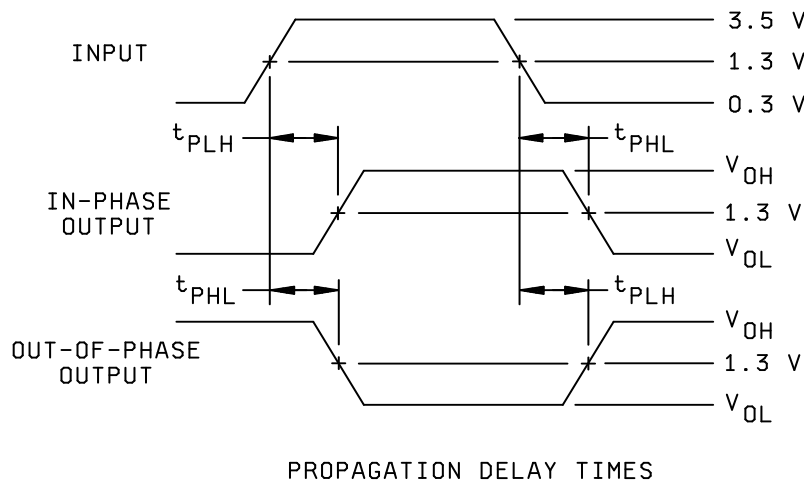 3.5 V
INPUT
1.3 V
0.3 V
tPLH
tPHL
VOH
IN-PHASE
OUTPUT
1.3 V
VOL
tPHL
tPLH
VOH
OUT-OF-PHASE
OUTPUT
1.3 V
VOL
PROPAGATION DELAY TIMES